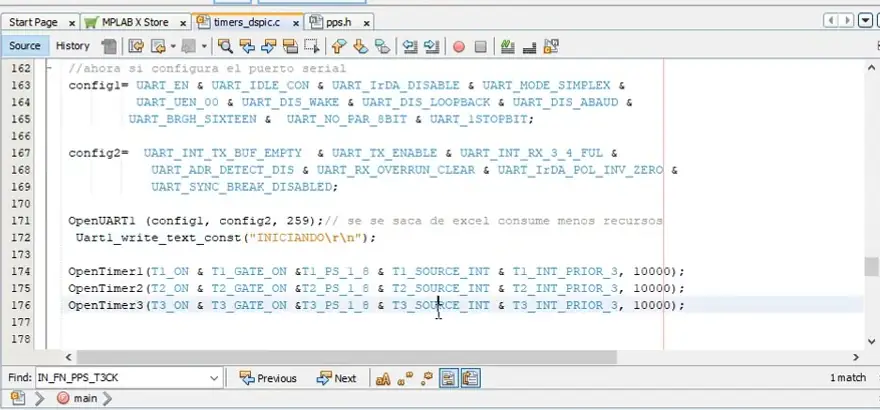 Start Page MPLAB X Store timers_dspic.c pps.h
Source History
162 //ahora si configura el puerto serial
163 config1= UART_EN & UART_IDLE_CON & UART_IrDA_DISABLE & UART_MODE_SIMPLEX &
164 UART_UEN_00 & UART_DIS_WAKE & UART_DIS_LOOPBACK & UART_DIS_ABAUD &
165 UART_BRGH_SIXTEEN & UART_NO_PAR_8BIT & UART_1STOPBIT;
166
167 config2= UART_INT_TX_BUF_EMPTY & UART_TX_ENABLE & UART_INT_RX_3_4_FUL &
168 UART_ADR_DETECT_DIS & UART_RX_OVERRUN_CLEAR & UART_IrDA_POL_INV_ZERO &
169 UART_SYNC_BREAK_DISABLED;
170
171 OpenUART1 (config1, config2, 259);// se se saca de excel consume menos recursos
172 Uart1_write_text_const("INICIANDO\r\n");
174 OpenTimer1(T1_ON & T1_GATE_ON &T1_PS_1_8 & T1_SOURCE_INT & T1_INT_PRIOR_3, 10000);
175 OpenTimer2(T2_ON & T2_GATE_ON &T2_PS_1_8 & T2_SOURCE_INT & T2_INT_PRIOR_3, 10000);
176 OpenTimer3(T3_ON & T3_GATE_ON &T3_PS_1_8 & T3_SOURCE_INT & T3_INT_PRIOR_3, 10000);
177
178
Find: IN_FN_PPS_T3CK Previous Next 1 match
main